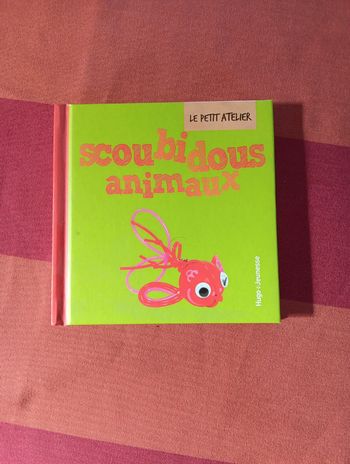 LE PETIT ATELIER
scoubidous
animaux
Hugo & Jeunesse